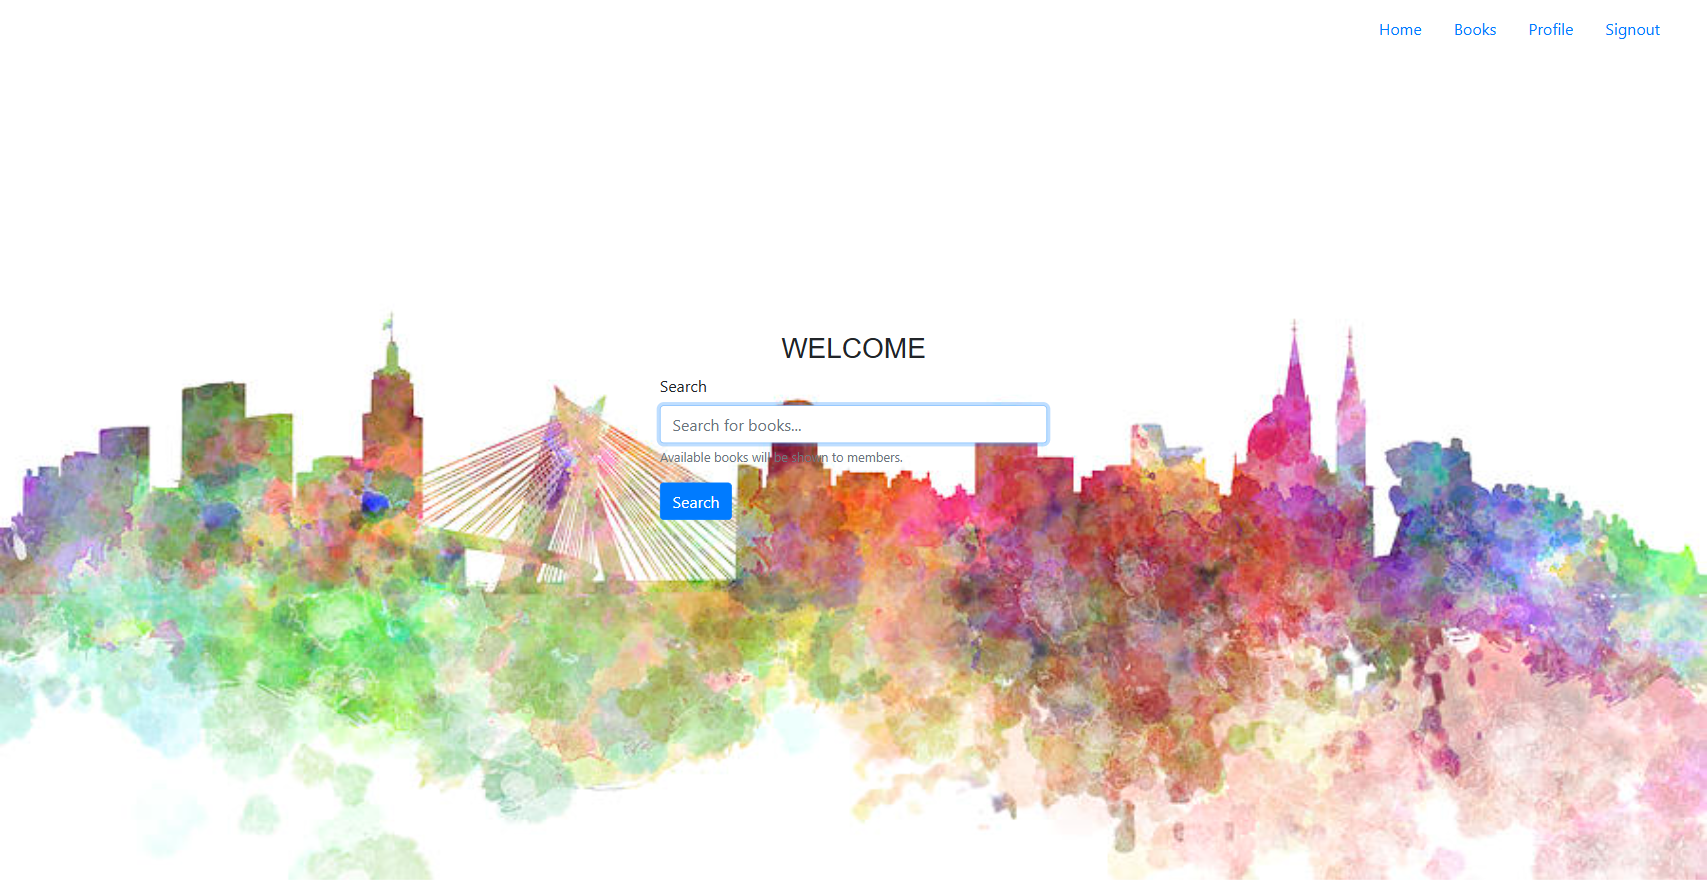 Home Books Profile Signout
WELCOME
Search
Search for books...
Available books will be shown to members.
Search